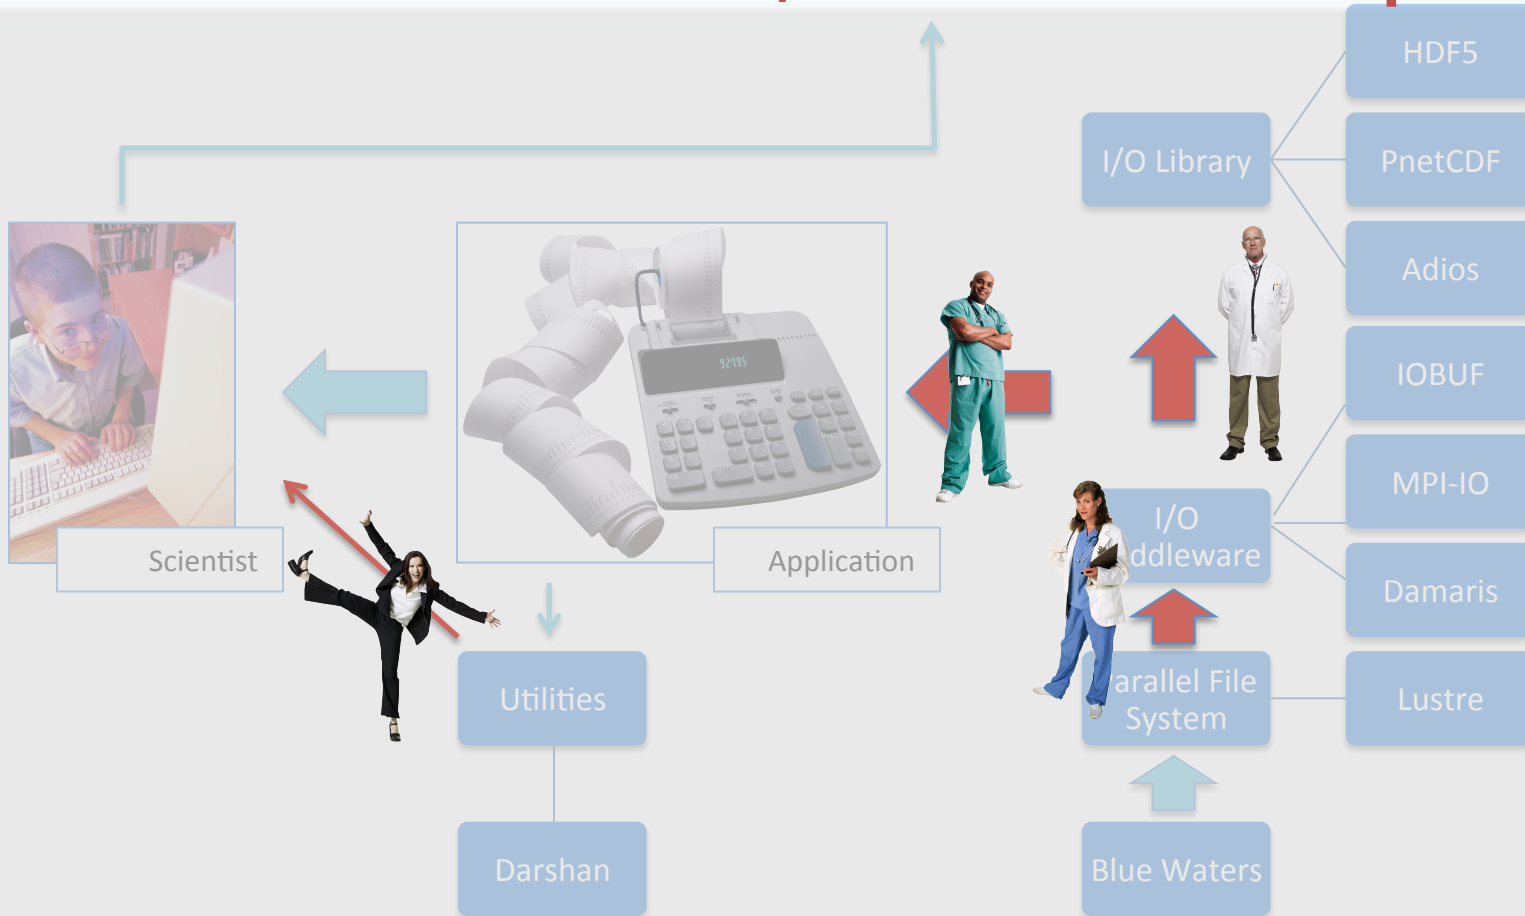 HDF5
I/O Library
PnetCDF
Adios
92795
IOBUF
MPI-IO
I/O
ddleware
Scientist
Application
Damaris
Utilities
arallel File
System
Lustre
Darshan
Blue Waters